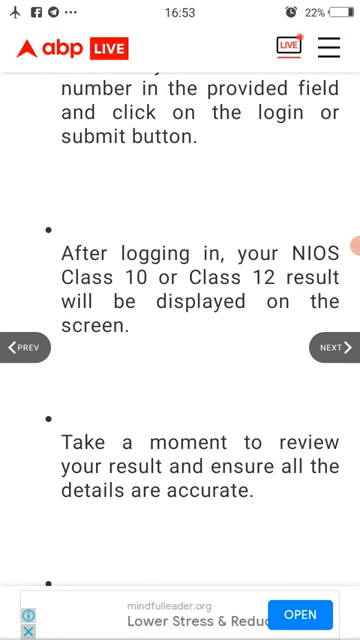 16:53
22%
abp LIVE
LIVE
number in the provided field
and click on the login or
submit button.
After logging in, your NIOS
Class 10 or Class 12 result
will be displayed on the
screen.
PREV
NEXT
Take a moment to review
your result and ensure all the
details are accurate.
mindfulleader.org
Lower Stress & Reduc
OPEN